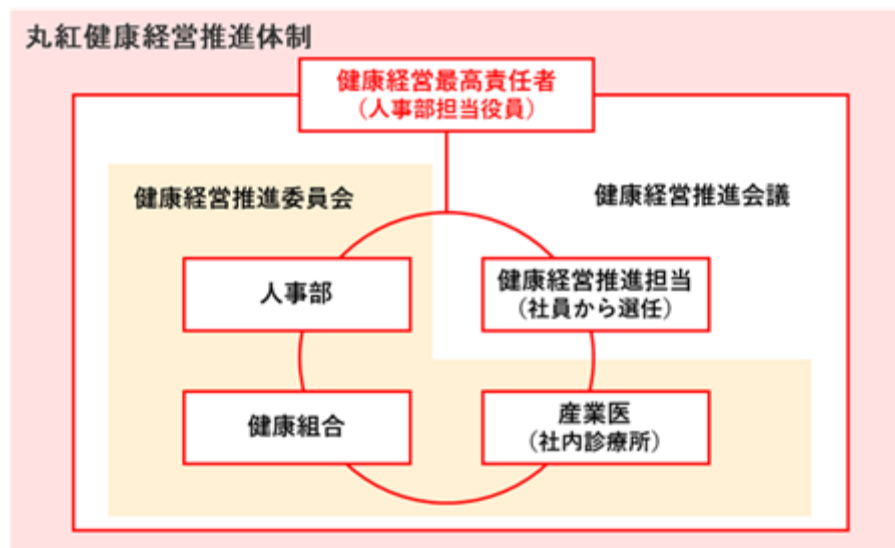 丸紅健康経営推進体制
健康経営最高責任者
（人事部担当役員）
健康経営推進委員会
健康経営推進会議
人事部
健康経営推進担当
（社員から選任）
健康組合
産業医
（社内診療所）